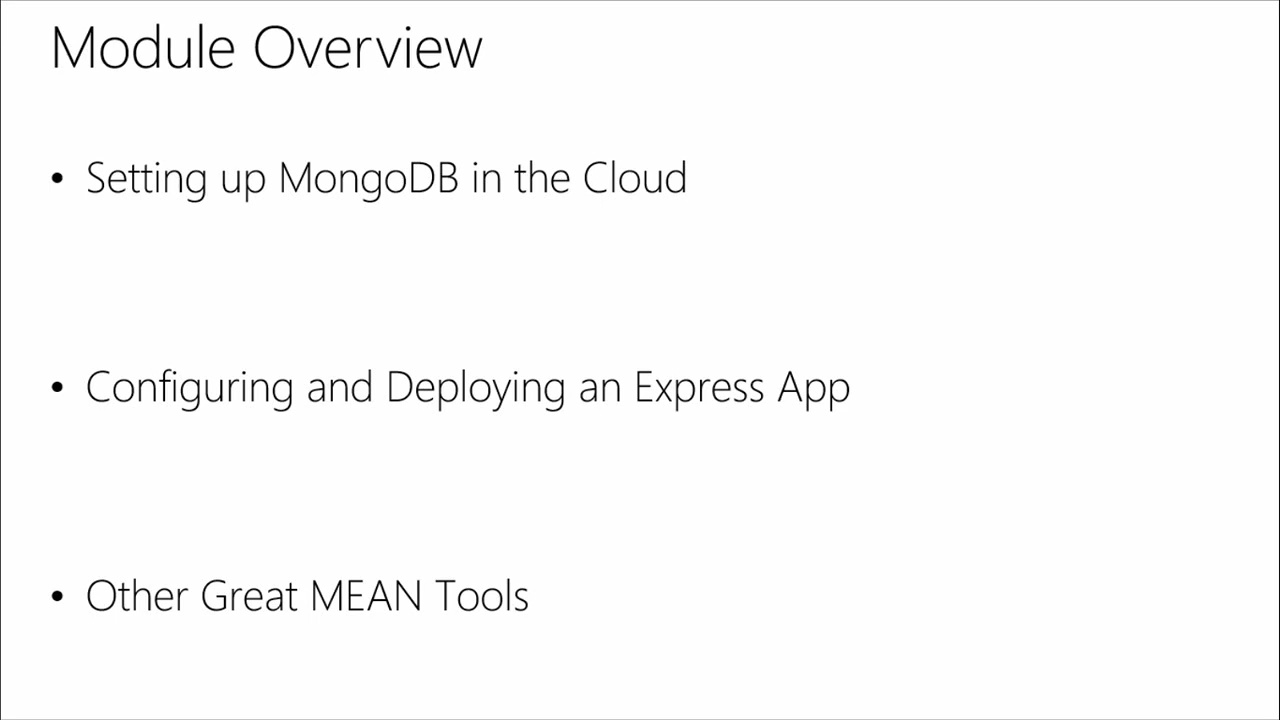 Module Overview
• Setting up MongoDB in the Cloud
• Configuring and Deploying an Express App
• Other Great MEAN Tools